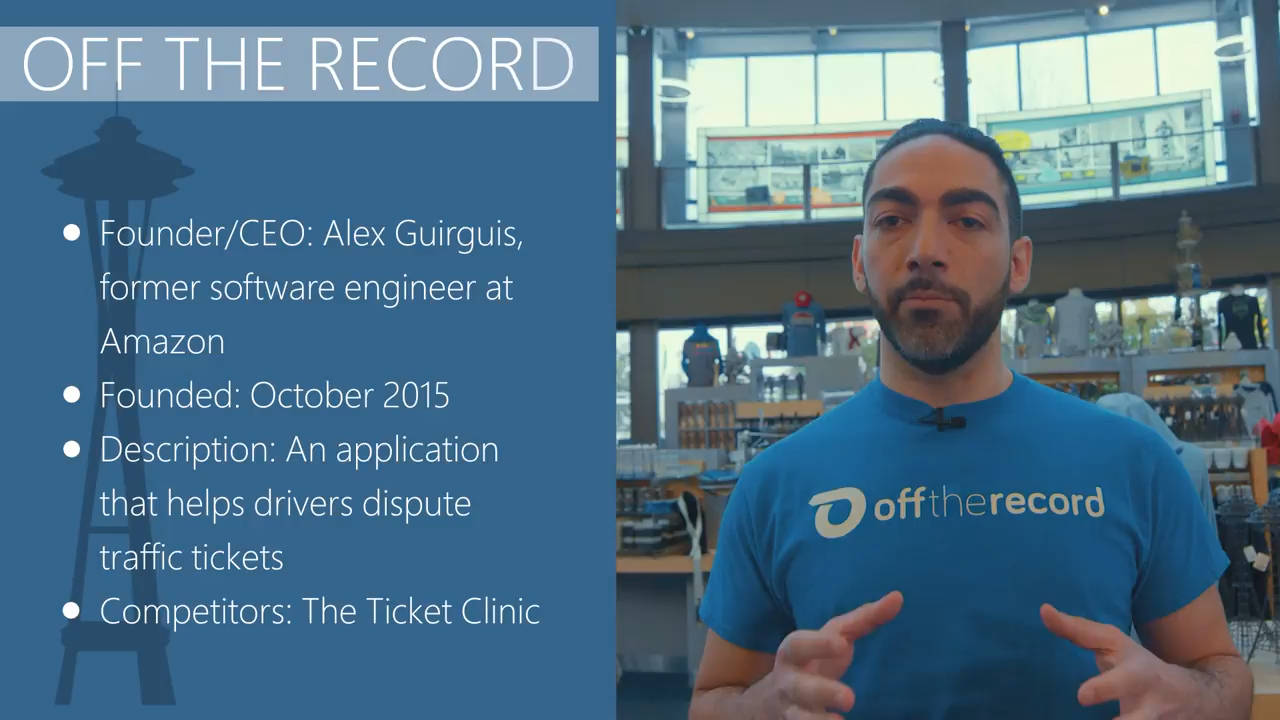 OFF THE RECORD
● Founder/CEO: Alex Guirguis,
former software engineer at
Amazon
● Founded: October 2015
● Description: An application
that helps drivers dispute
traffic tickets
● Competitors: The Ticket Clinic
offtherecord